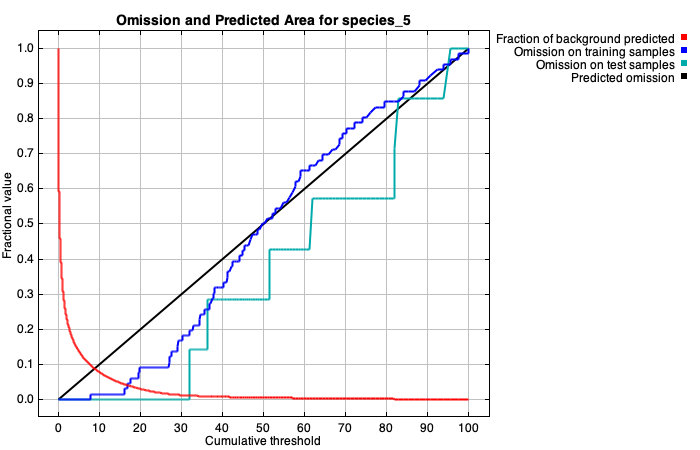 Omission and Predicted Area for species_5
Fraction of background predicted
Omission on training samples
Omission on test samples
Predicted omission
1.0
0.9
0.8
0.7
0.6
0.5
0.4
0.3
0.2
0.1
0.0
Fractional value
0 10 20 30 40 50 60 70 80 90 100
Cumulative threshold